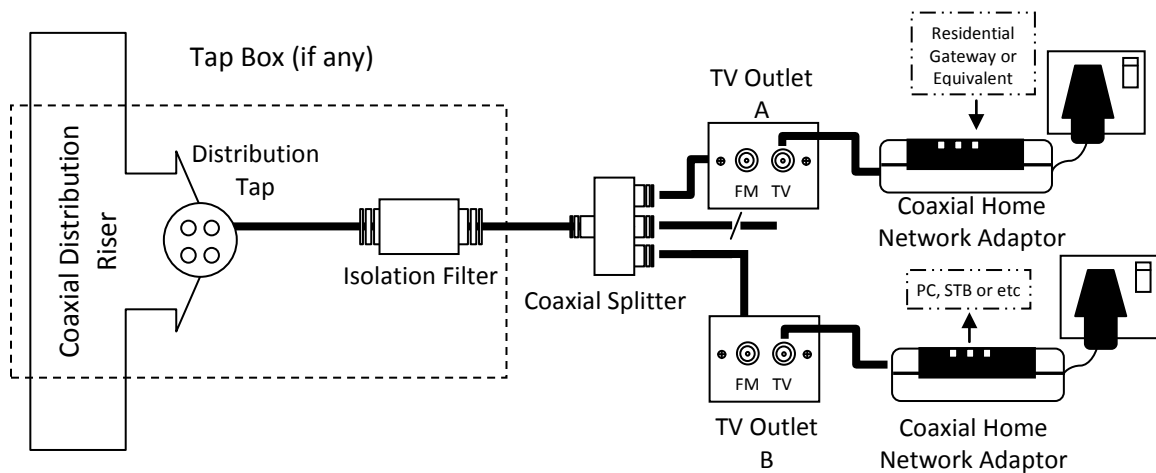 Tap Box (if any)
Coaxial Distribution
Riser
Distribution
Tap
Isolation Filter
Coaxial Splitter
TV Outlet
A
FM TV
Residential
Gateway or
Equivalent
Coaxial Home
Network Adaptor
PC, STB or etc
FM TV
TV Outlet
B
Coaxial Home
Network Adaptor